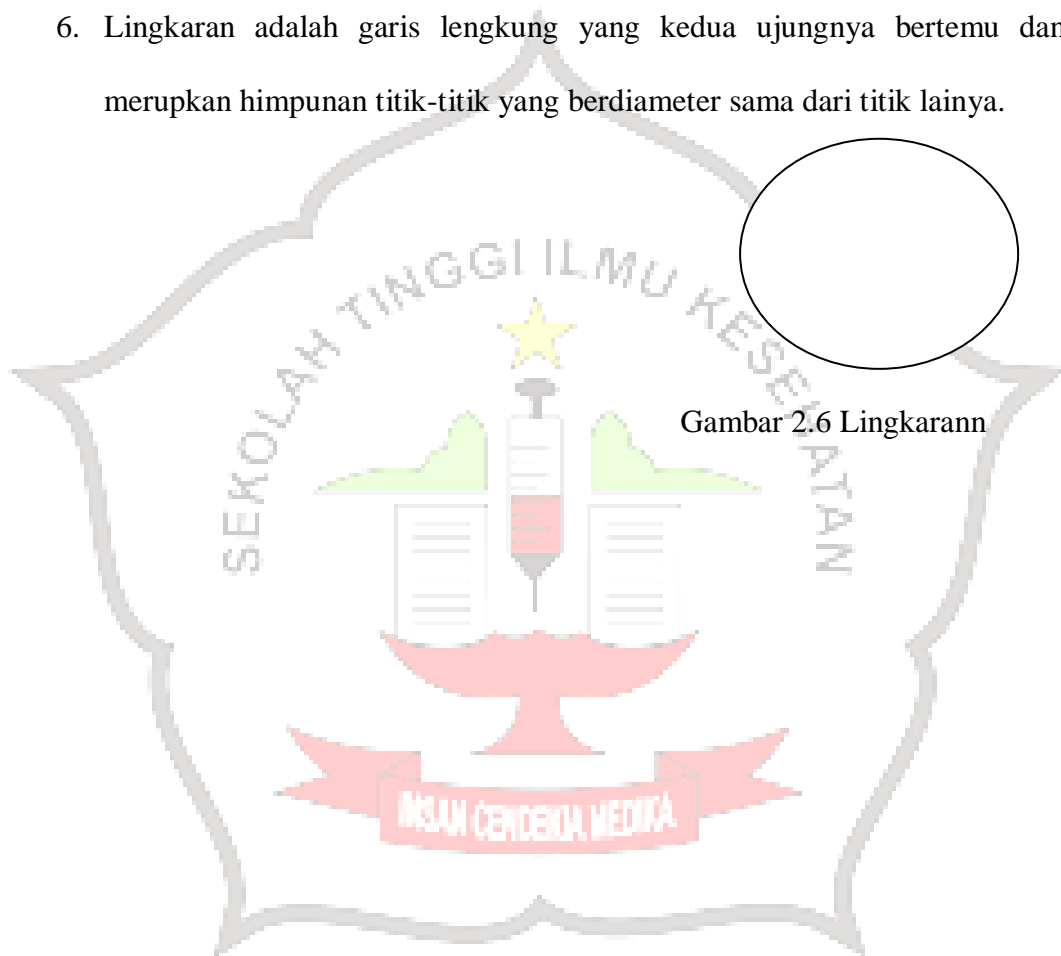 6. Lingkaran adalah garis lengkung yang kedua ujungnya bertemu dan
merupkan himpunan titik-titik yang berdiameter sama dari titik lainya.
SEKOLAH TINGGI ILMU KESEHATAN
Gambar 2.6 Lingkarann
INSAN CENDEKIA MEDIKA